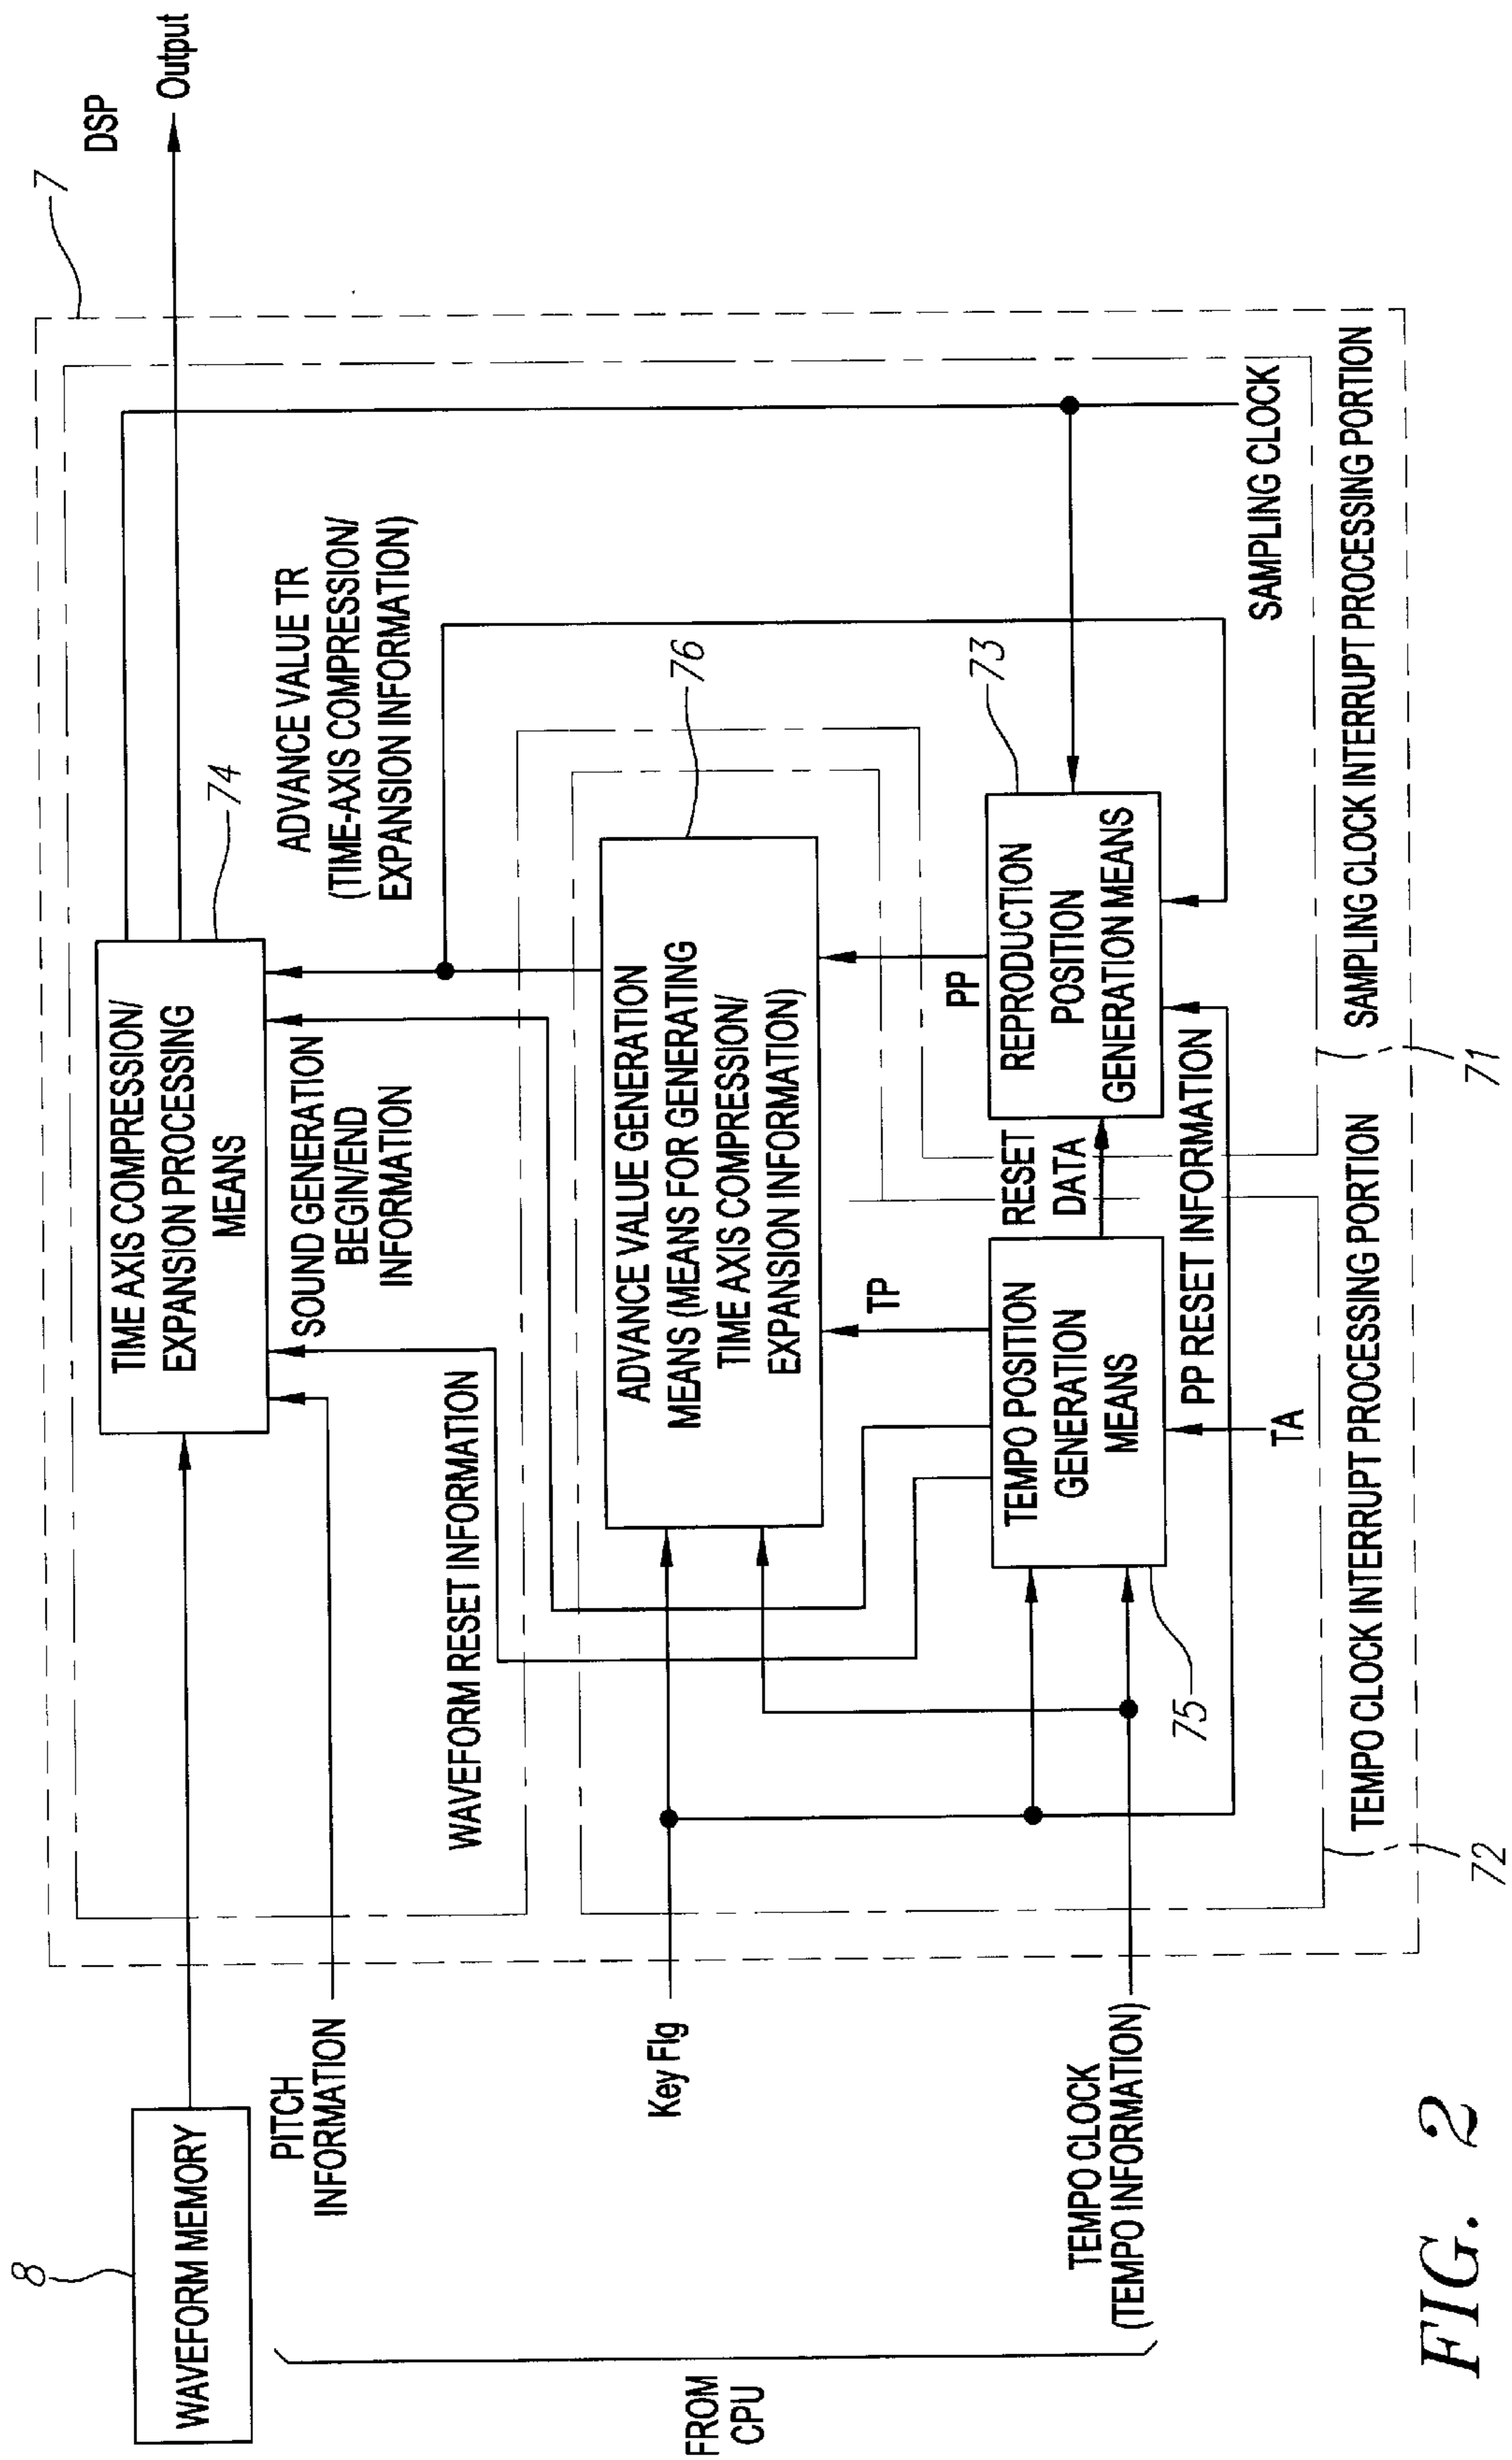 8
WAVEFORM MEMORY
FROM
CPU
PITCH
INFORMATION
Key Flg
TEMPO CLOCK
(TEMPO INFORMATION)
7
DSP
Output
TIME AXIS COMPRESSION/
EXPANSION PROCESSING
MEANS
74
SOUND GENERATION
BEGIN/END
INFORMATION
WAVEFORM RESET INFORMATION
ADVANCE VALUE TR
(TIME-AXIS COMPRESSION/
EXPANSION INFORMATION)
ADVANCE VALUE GENERATION
MEANS (MEANS FOR GENERATING
TIME AXIS COMPRESSION/
EXPANSION INFORMATION)
76
TP
PP
TEMPO POSITION
GENERATION
MEANS
75
RESET
DATA
REPRODUCTION
POSITION
GENERATION MEANS
73
PP RESET INFORMATION
TA
SAMPLING CLOCK
TEMPO CLOCK INTERRUPT PROCESSING PORTION
72
SAMPLING CLOCK INTERRUPT PROCESSING PORTION
71
FIG. 2